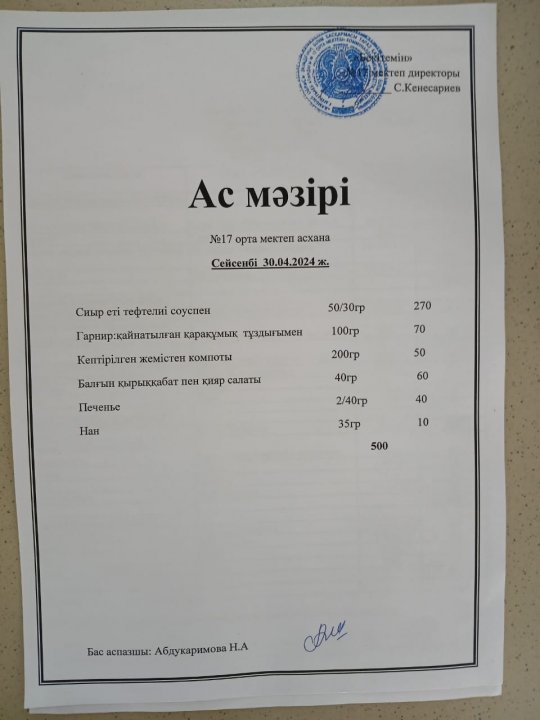 «Бекітемін»
№17 мектеп директоры
С.Кенесариев
Ас мәзірі
№17 орта мектеп асхана
Сейсенбі 30.04.2024 ж.
Сиыр еті тефтелиі соуспен 50/30гр 270
Гарнир:қайнатылған қарақұмық тұздығымен 100гр 70
Кептірілген жемістен компоты 200гр 50
Балғын қырыққабат пен қияр салаты 40гр 60
Печенье 2/40гр 40
Нан 35гр 10
500
Бас аспазшы: Абдукаримова Н.А